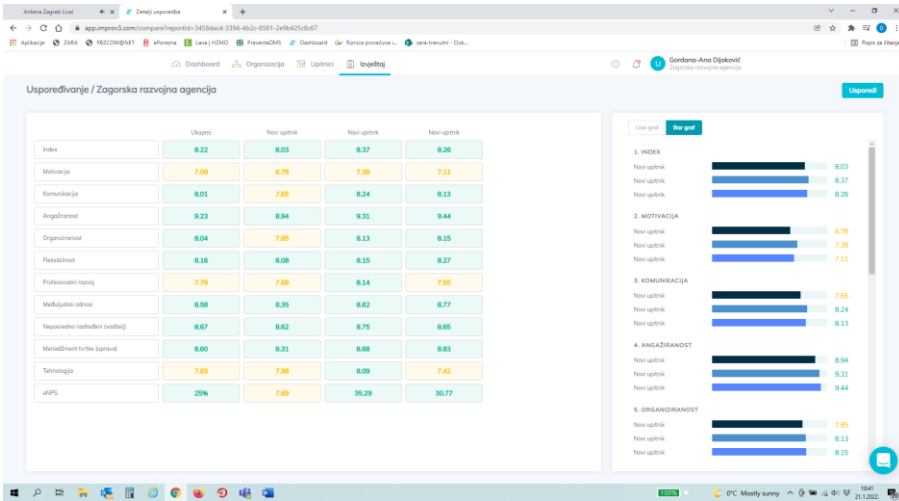 Antena Zagreb Live!
Detalji usporedbe
app.improv3.com/compare?reportId=3458dac4-3394-4b2c-8581-2e9b425c8c67
Aplikacije ZARA PBZCOM@NET ePorezna Lana | HZMO PreventaDMS Dashboard Riznica proračuna i... zara-trenutni - Dok...
Popis za čitanje
Dashboard Organizacija Upitnici Izvještaj
U Gordana-Ana Dijaković
Zagorska razvojna agencija
Uspoređivanje / Zagorska razvojna agencija
Usporedi
Ukupno Novi upitnik Novi upitnik Novi upitnik
Index 8.22 8.03 8.37 8.26
Motivacija 7.09 6.78 7.38 7.11
Komunikacija 8.01 7.65 8.24 8.13
Angažiranost 9.23 8.94 9.31 9.44
Organiziranost 8.04 7.85 8.13 8.15
Fleksibilnost 8.16 8.08 8.15 8.27
Profesionalni razvoj 7.79 7.68 8.14 7.55
Međuljudski odnosi 8.58 8.35 8.62 8.77
Neposredno nadređeni (voditelj) 8.67 8.62 8.75 8.65
Menadžment tvrtke (uprava) 8.60 8.31 8.68 8.83
Tehnologija 7.83 7.98 8.09 7.42
eNPS 25% 7.69 35.29 30.77
Line graf Bar graf
1. INDEX
Novi upitnik 8.03
Novi upitnik 8.37
Novi upitnik 8.26
2. MOTIVACIJA
Novi upitnik 6.78
Novi upitnik 7.38
Novi upitnik 7.11
3. KOMUNIKACIJA
Novi upitnik 7.65
Novi upitnik 8.24
Novi upitnik 8.13
4. ANGAŽIRANOST
Novi upitnik 8.94
Novi upitnik 9.31
Novi upitnik 9.44
5. ORGANIZIRANOST
Novi upitnik 7.85
Novi upitnik 8.13
Novi upitnik 8.15
100% 0°C Mostly sunny 10:41
21.1.2022.